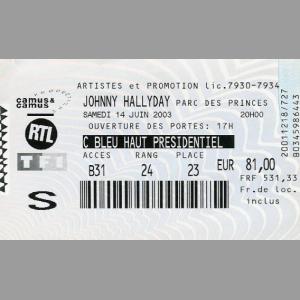 ARTISTES et PROMOTION lic.7930-7934
camus&
camus
JOHNNY HALLYDAY PARC DES PRINCES
SAMEDI 14 JUIN 2003 20H00
OUVERTURE DES PORTES: 17H
RTL
C BLEU HAUT PRESIDENTIEL
TF1
ACCES RANG PLACE
B31 24 23 EUR 81,00
FRF 531,33
Fr.de loc.
inclus
S
20011218/727